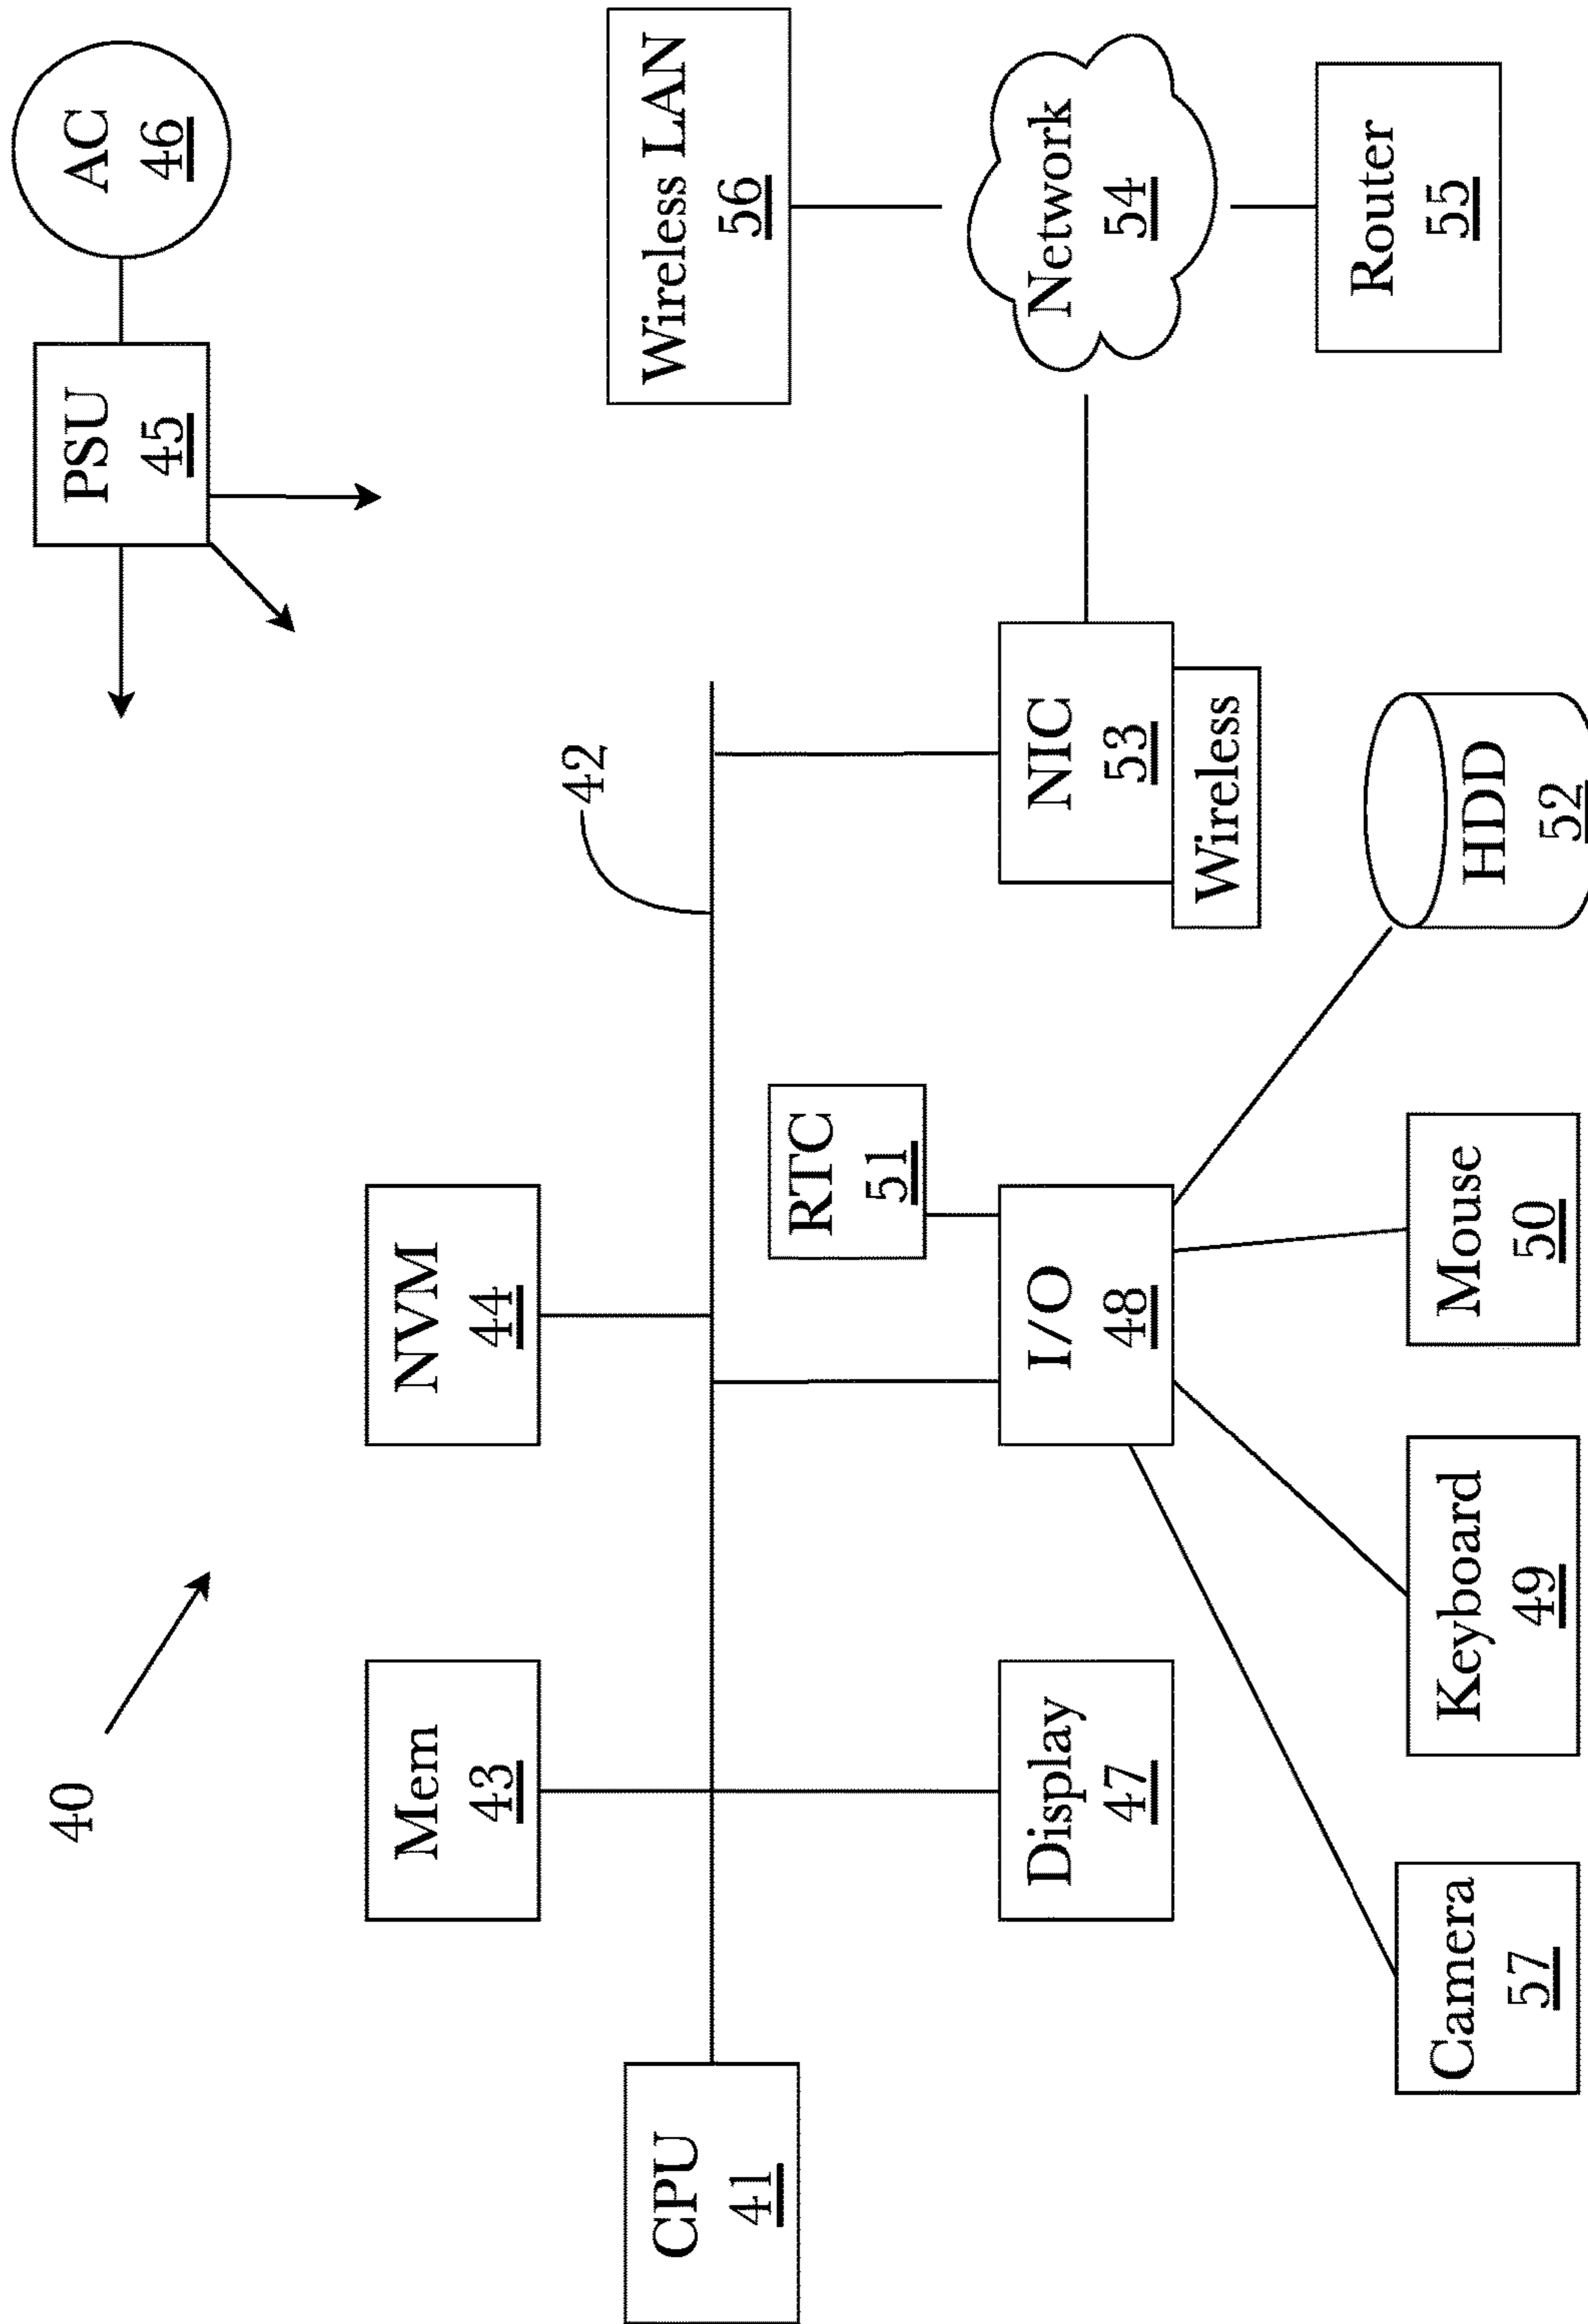 40
CPU
41
42
Mem
43
NVM
44
PSU
45
AC
46
Display
47
I/O
48
RTC
51
NIC
53
Wireless
Network
54
Wireless LAN
56
Router
55
Camera
57
Keyboard
49
Mouse
50
HDD
52